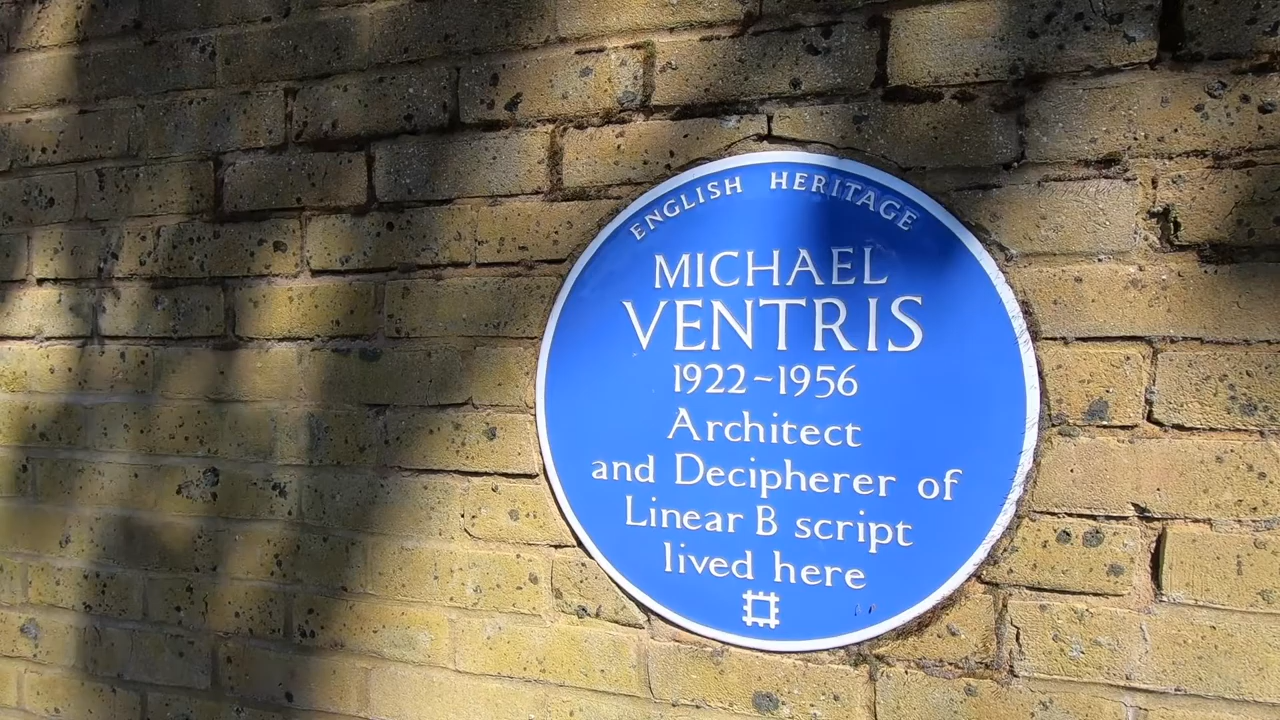 ENGLISH HERITAGE
MICHAEL
VENTRIS
1922~1956
Architect
and Decipherer of
Linear B script
lived here